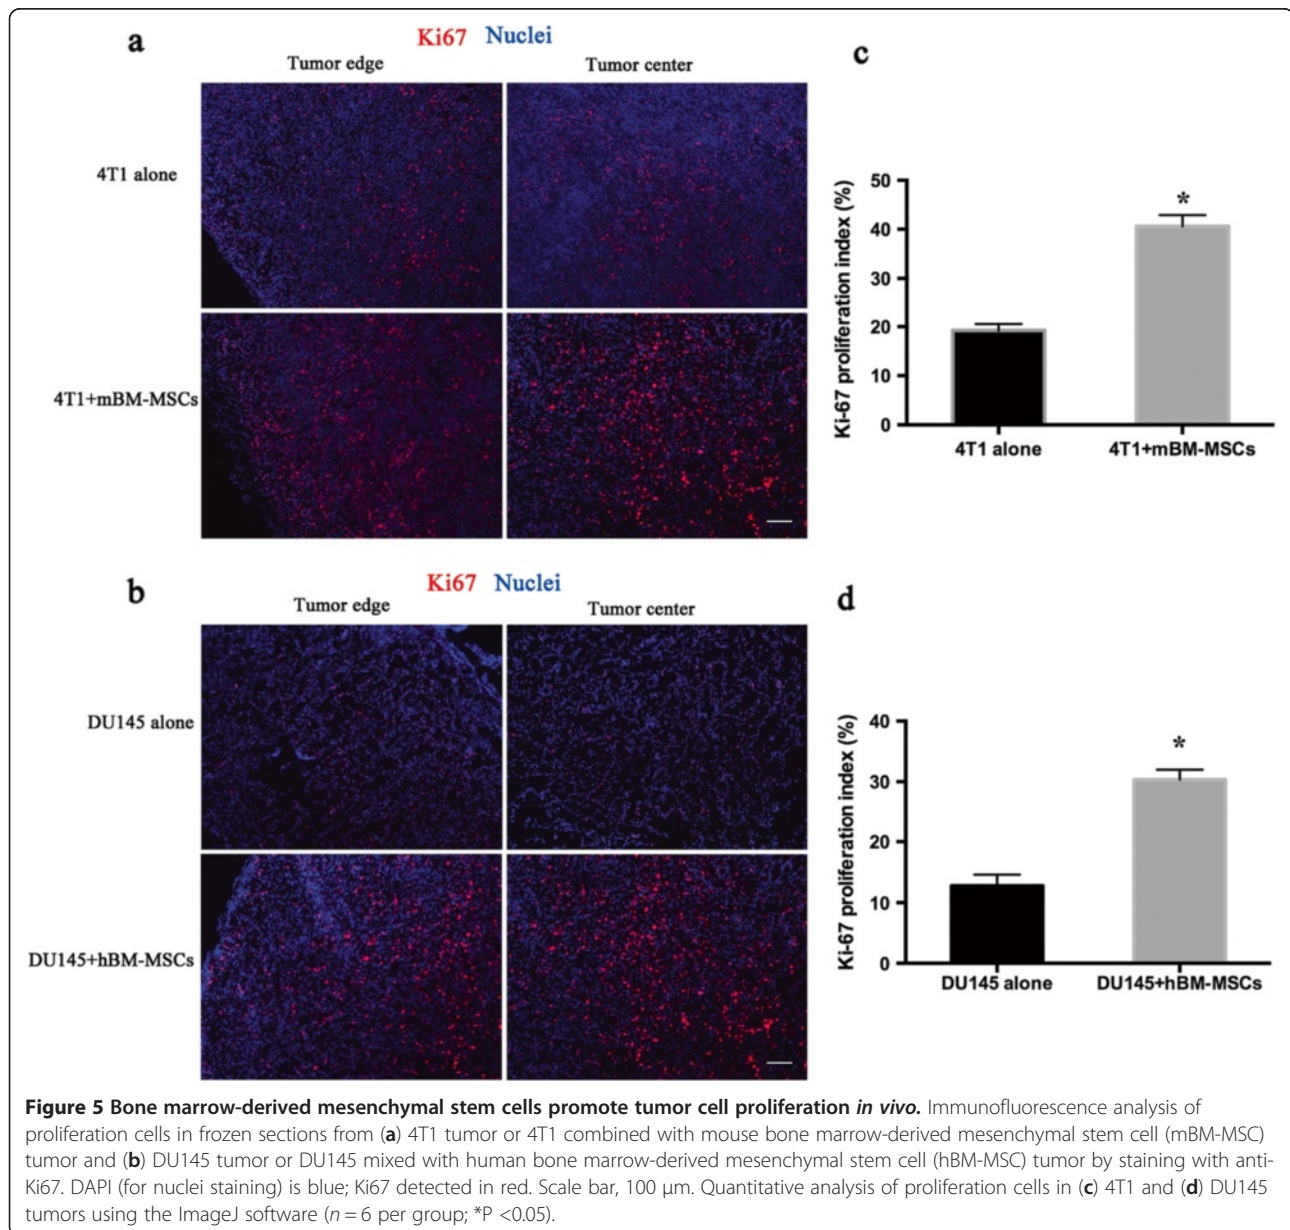 a
Ki67 Nuclei
Tumor edge
Tumor center
4T1 alone
4T1+mBM-MSCs
c
Ki-67 proliferation index (%)
50
40
30
20
10
0
*
4T1 alone
4T1+mBM-MSCs
b
Ki67 Nuclei
Tumor edge
Tumor center
DU145 alone
DU145+hBM-MSCs
d
Ki-67 proliferation index (%)
40
30
20
10
0
*
DU145 alone
DU145+hBM-MSCs
Figure 5 Bone marrow-derived mesenchymal stem cells promote tumor cell proliferation in vivo. Immunofluorescence analysis of
proliferation cells in frozen sections from (a) 4T1 tumor or 4T1 combined with mouse bone marrow-derived mesenchymal stem cell (mBM-MSC)
tumor and (b) DU145 tumor or DU145 mixed with human bone marrow-derived mesenchymal stem cell (hBM-MSC) tumor by staining with anti-
Ki67. DAPI (for nuclei staining) is blue; Ki67 detected in red. Scale bar, 100 μm. Quantitative analysis of proliferation cells in (c) 4T1 and (d) DU145
tumors using the ImageJ software (n = 6 per group; *P <0.05).